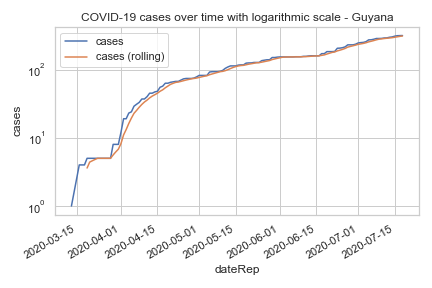 COVID-19 cases over time with logarithmic scale - Guyana
cases
cases (rolling)
10²
10¹
10⁰
cases
2020-03-15
2020-04-01
2020-04-15
2020-05-01
2020-05-15
2020-06-01
2020-06-15
2020-07-01
2020-07-15
dateRep